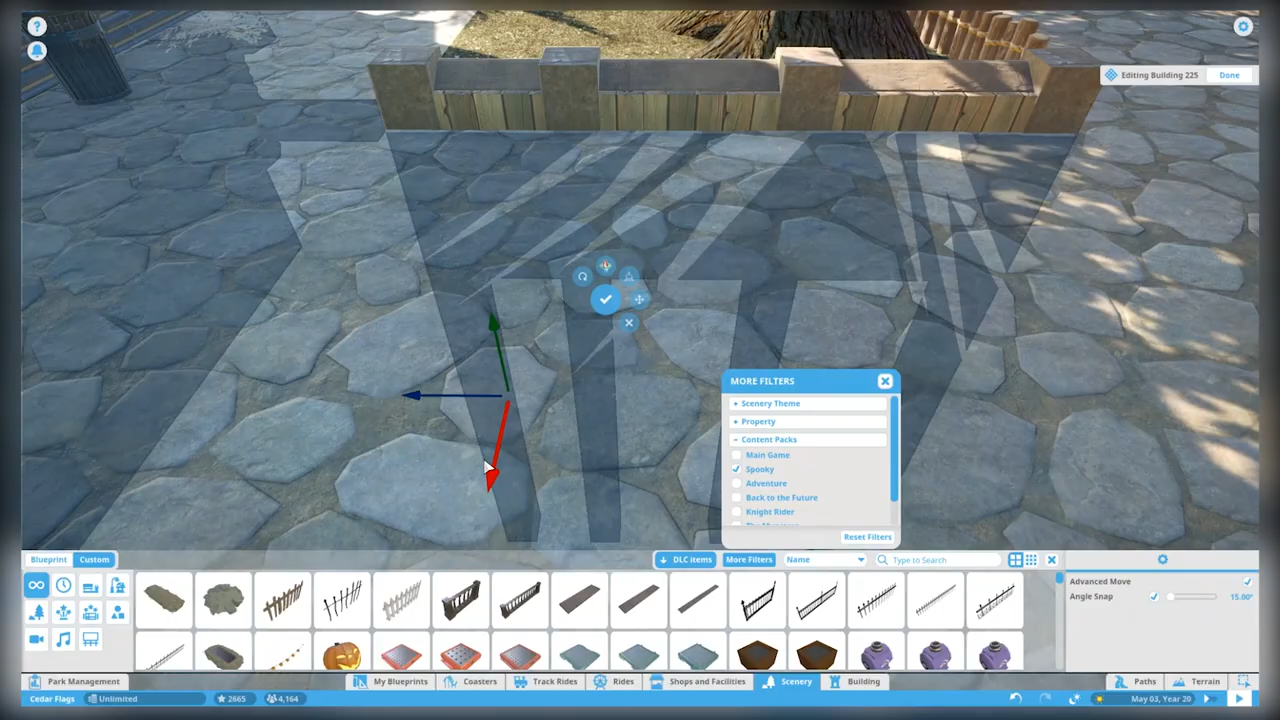 ?
Editing Building 225 Done
MORE FILTERS
+ Scenery Theme
+ Property
− Content Packs
Main Game
Spooky
Adventure
Back to the Future
Knight Rider
Reset Filters
Blueprint Custom
DLC items More Filters Name Type to Search
Advanced Move
Angle Snap 15.00°
Park Management My Blueprints Coasters Track Rides Rides Shops and Facilities Scenery Building Paths Terrain
Cedar Flags Unlimited 2665 4,164 May 03, Year 20